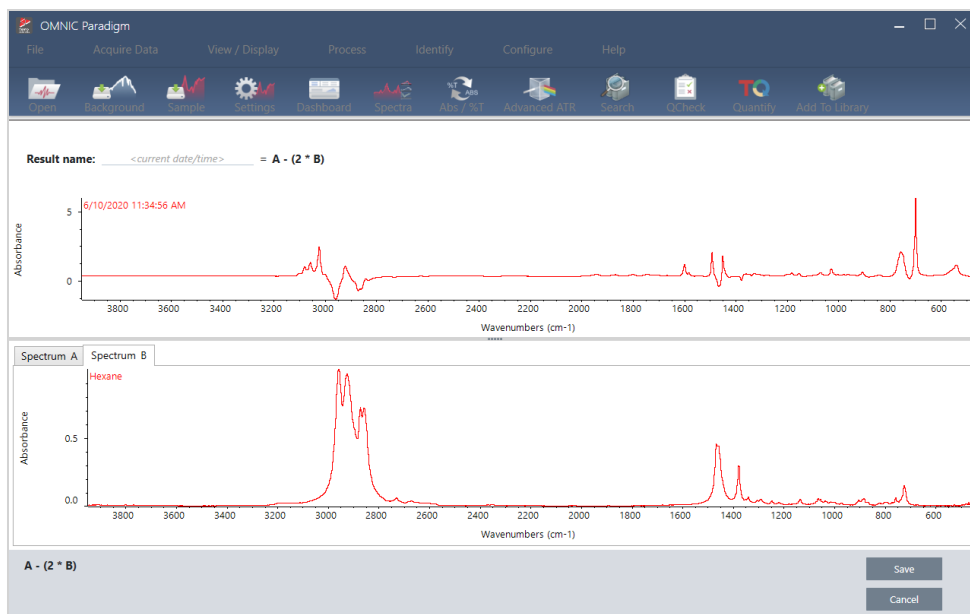 OMNIC Paradigm
File Acquire Data View / Display Process Identify Configure Help
%T ABS TQ
Open Background Sample Settings Dashboard Spectra Abs / %T Advanced ATR Search QCheck Quantify Add To Library
Result name: <current date/time> = A - (2 * B)
6/10/2020 11:34:56 AM
5
0
Absorbance
3800 3600 3400 3200 3000 2800 2600 2400 2200 2000 1800 1600 1400 1200 1000 800 600
Wavenumbers (cm-1)
Spectrum A Spectrum B
Hexane
0.5
0.0
Absorbance
3800 3600 3400 3200 3000 2800 2600 2400 2200 2000 1800 1600 1400 1200 1000 800 600
Wavenumbers (cm-1)
A - (2 * B)
Save
Cancel